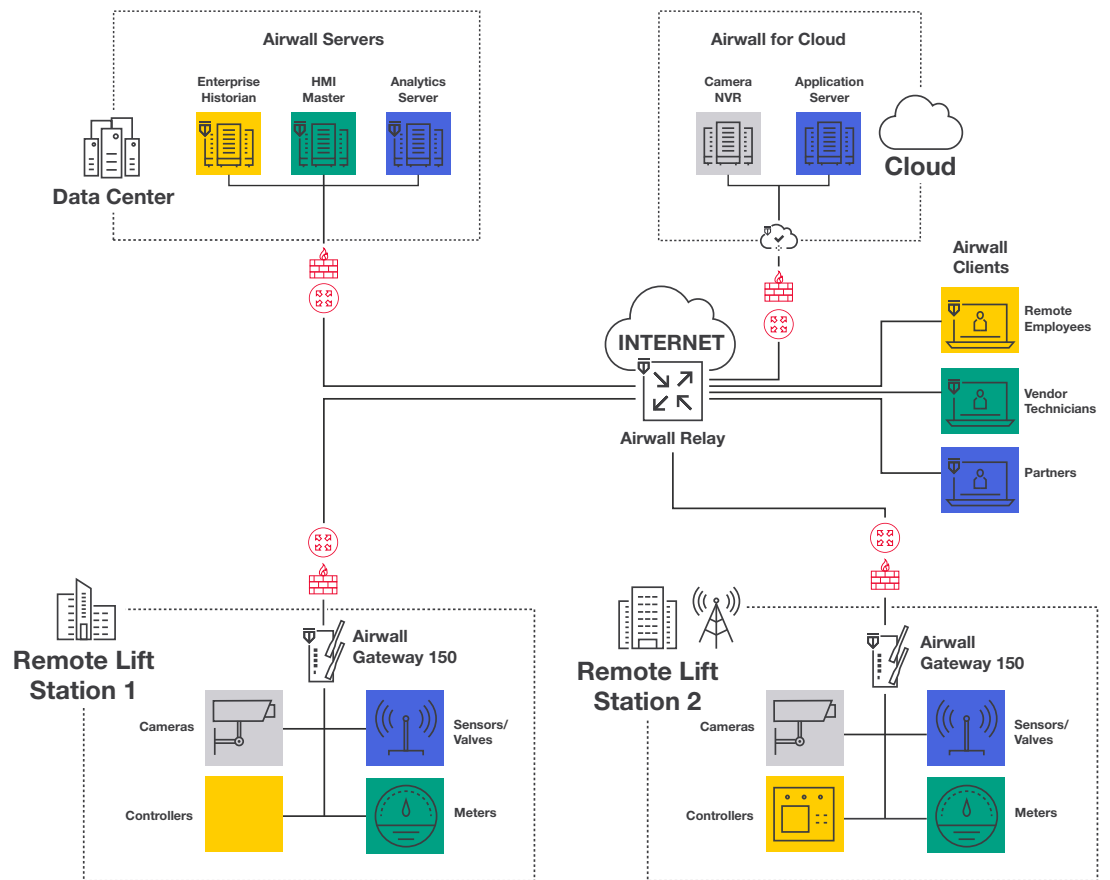 Airwall Servers
Enterprise
Historian
HMI
Master
Analytics
Server
Data Center
Airwall for Cloud
Camera
NVR
Application
Server
Cloud
Airwall
Clients
Remote
Employees
Vendor
Technicians
Partners
INTERNET
Airwall Relay
Remote Lift
Station 1
Airwall
Gateway 150
Cameras
Sensors/
Valves
Controllers
Meters
Remote Lift
Station 2
Airwall
Gateway 150
Cameras
Sensors/
Valves
Controllers
Meters